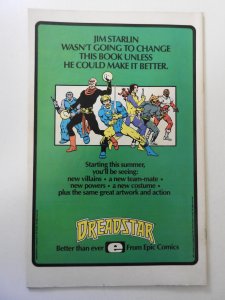 JIM STARLIN
WASN'T GOING TO CHANGE
THIS BOOK UNLESS
HE COULD MAKE IT BETTER.
Starting this summer,
you'll be seeing:
new villains • a new team-mate •
new powers • a new costume •
plus the same great artwork and action
DREADSTAR
Better than ever e From Epic Comics